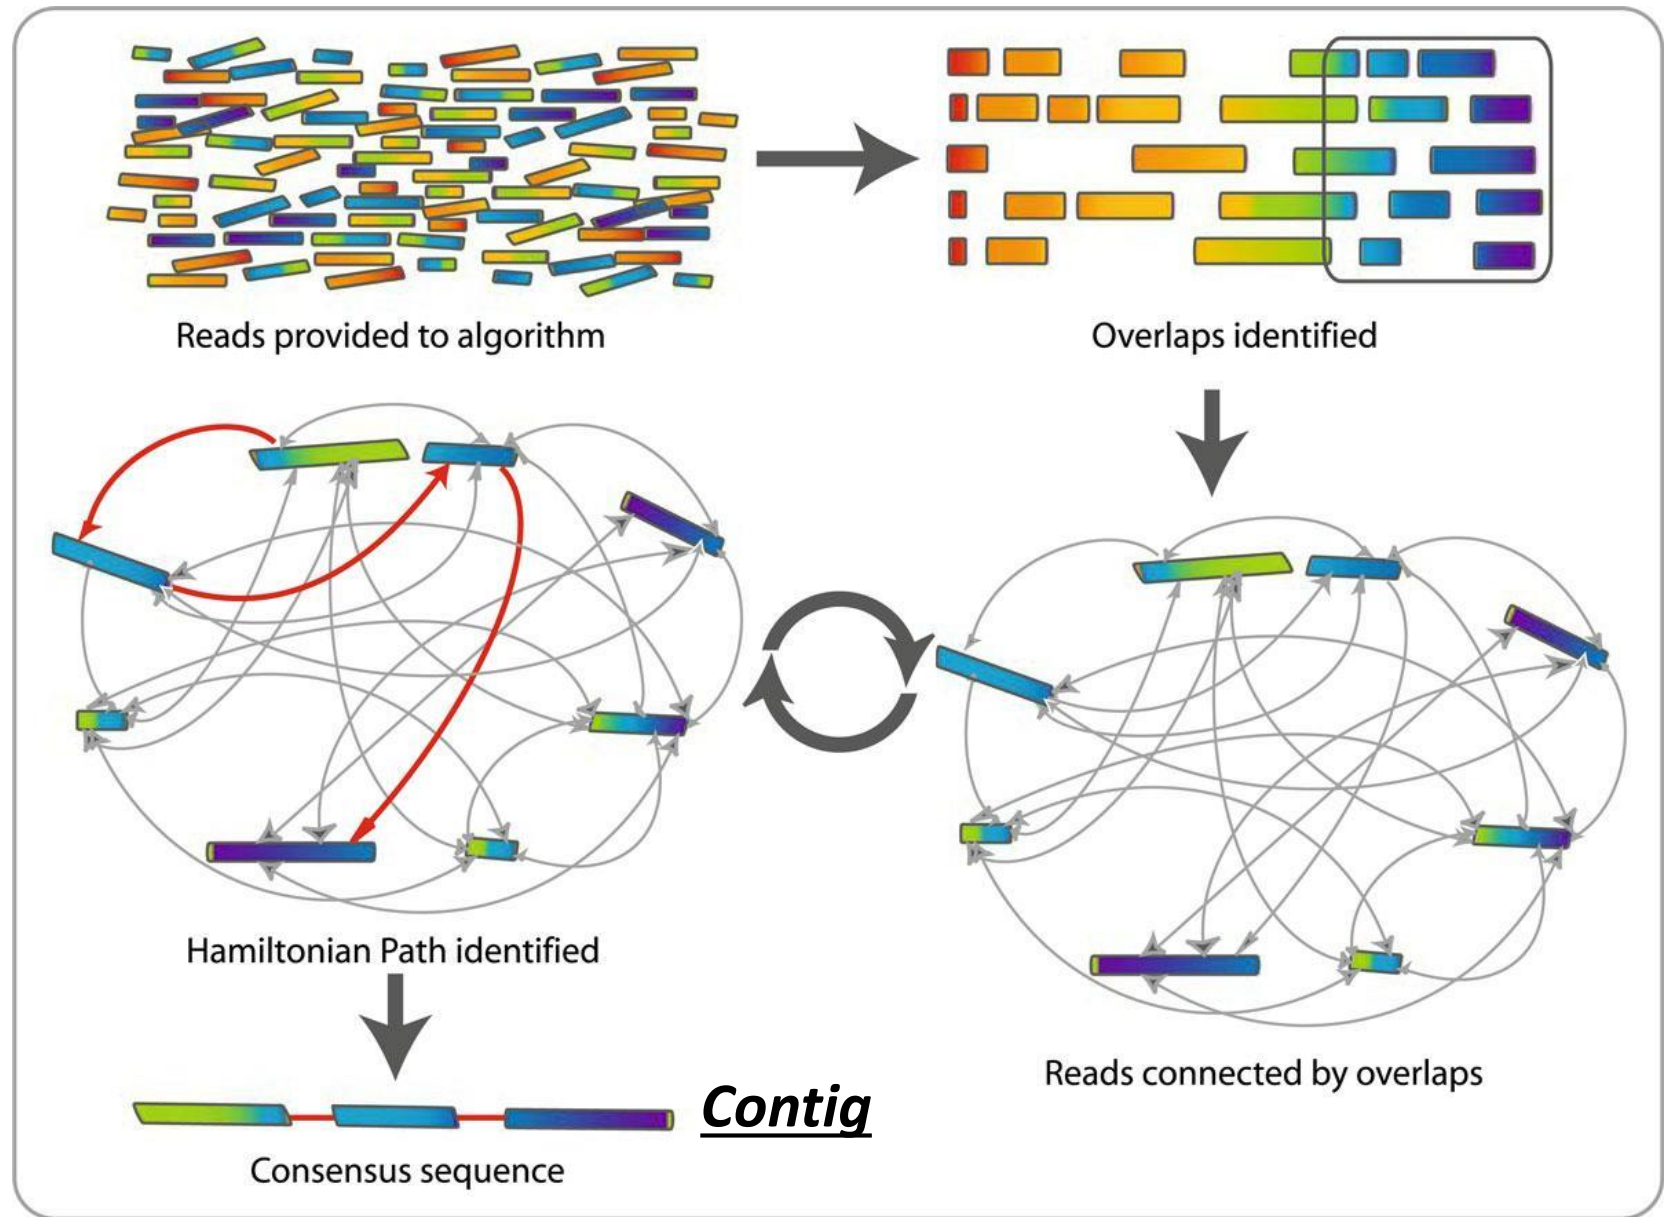 Reads provided to algorithm
Overlaps identified
Hamiltonian Path identified
Reads connected by overlaps
Contig
Consensus sequence